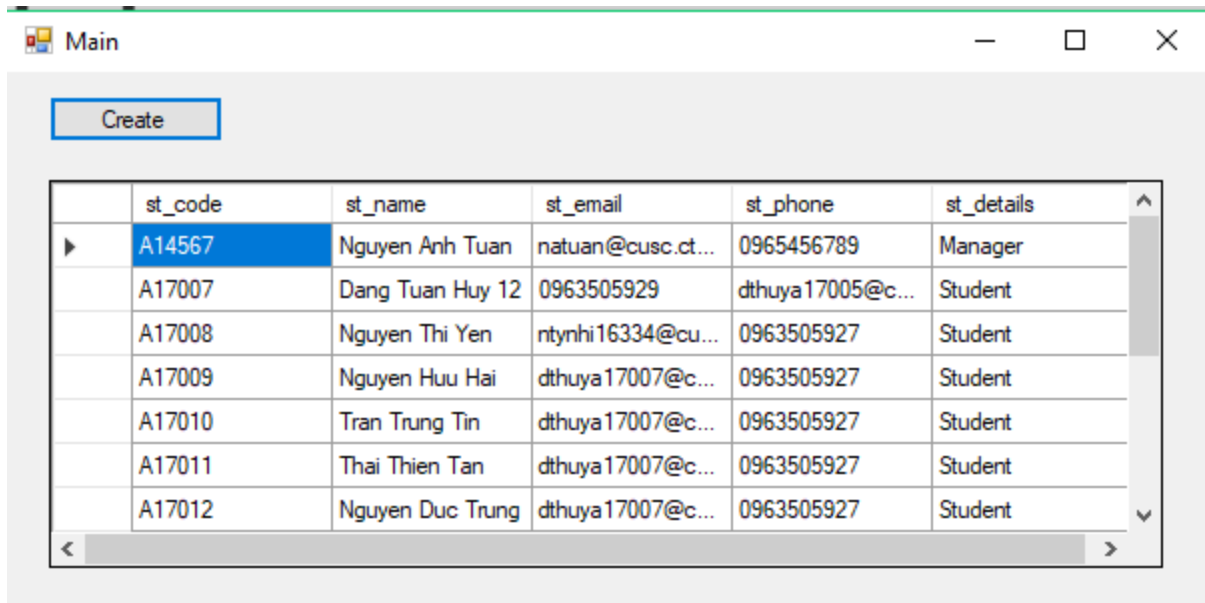 Main
Create
st_code st_name st_email st_phone st_details
A14567 Nguyen Anh Tuan natuan@cusc.ct... 0965456789 Manager
A17007 Dang Tuan Huy 12 0963505929 dthuya17005@c... Student
A17008 Nguyen Thi Yen ntynhi16334@cu... 0963505927 Student
A17009 Nguyen Huu Hai dthuya17007@c... 0963505927 Student
A17010 Tran Trung Tin dthuya17007@c... 0963505927 Student
A17011 Thai Thien Tan dthuya17007@c... 0963505927 Student
A17012 Nguyen Duc Trung dthuya17007@c... 0963505927 Student